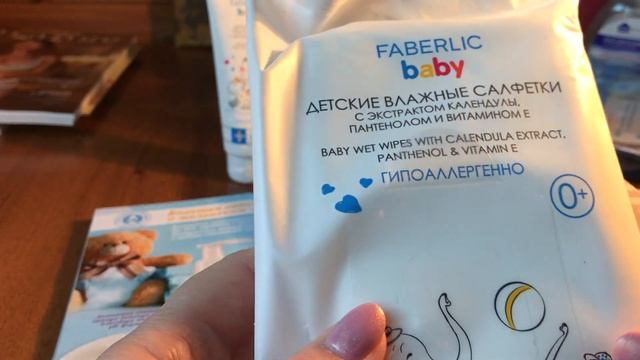 FABERLIC
baby
ДЕТСКИЕ ВЛАЖНЫЕ САЛФЕТКИ
С ЭКСТРАКТОМ КАЛЕНДУЛЫ,
ПАНТЕНОЛОМ И ВИТАМИНОМ Е
BABY WET WIPES WITH CALENDULA EXTRACT,
PANTHENOL & VITAMIN E
ГИПОАЛЛЕРГЕННО
0+